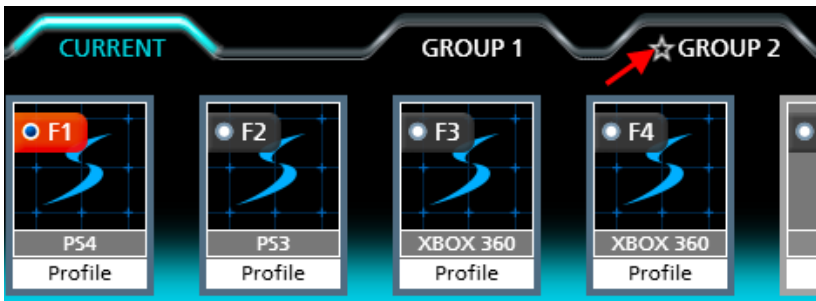 CURRENT GROUP 1 GROUP 2
F1 F2 F3 F4
PS4 PS3 XBOX 360 XBOX 360
Profile Profile Profile Profile